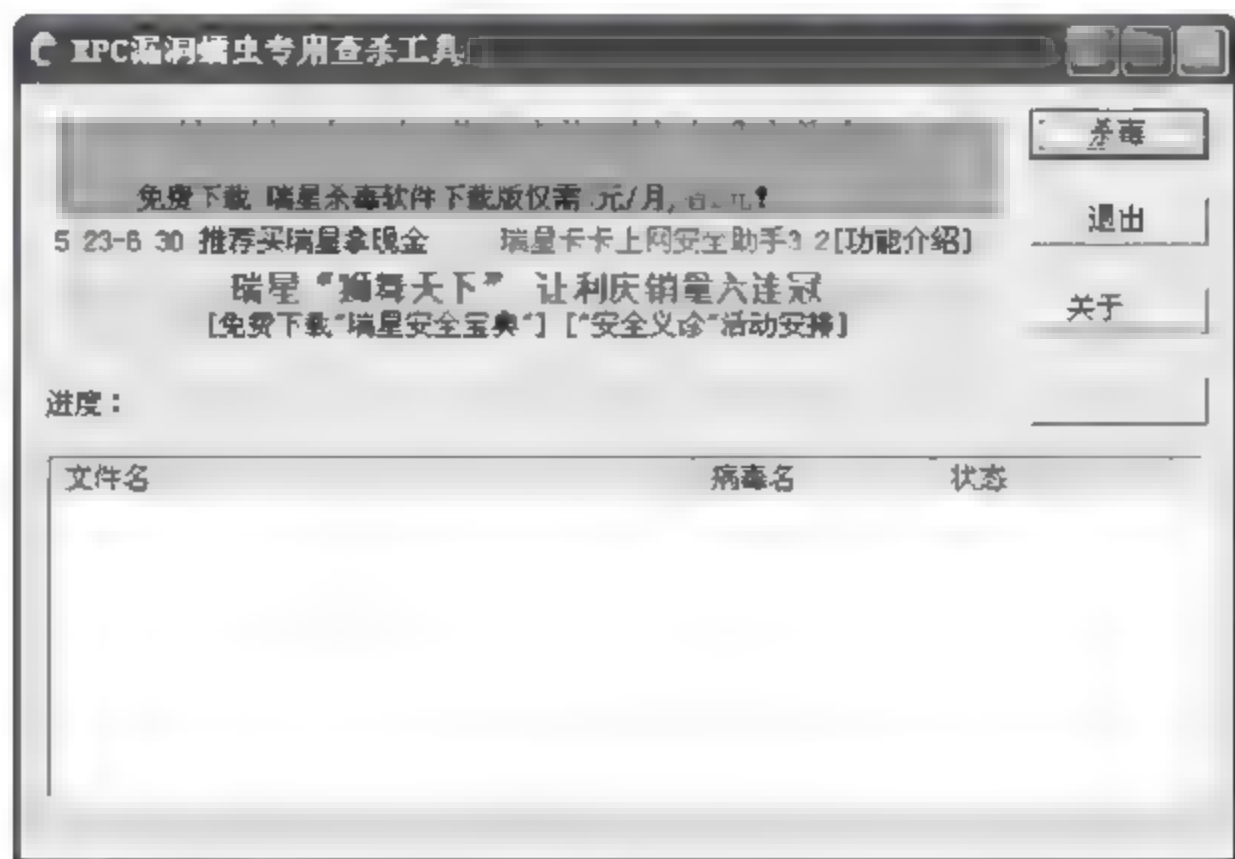 RPC漏洞蠕虫专用查杀工具
杀毒
免费下载 瑞星杀毒软件下载版仅需 元/月,
退出
5 23-6 30 推荐买瑞星拿现金 瑞星卡卡上网安全助手3 2[功能介绍]
瑞星“狮舞天下” 让利庆销量六连冠
关于
[免费下载“瑞星安全宝典”] [“安全义诊”活动安排]
进度:
文件名 病毒名 状态